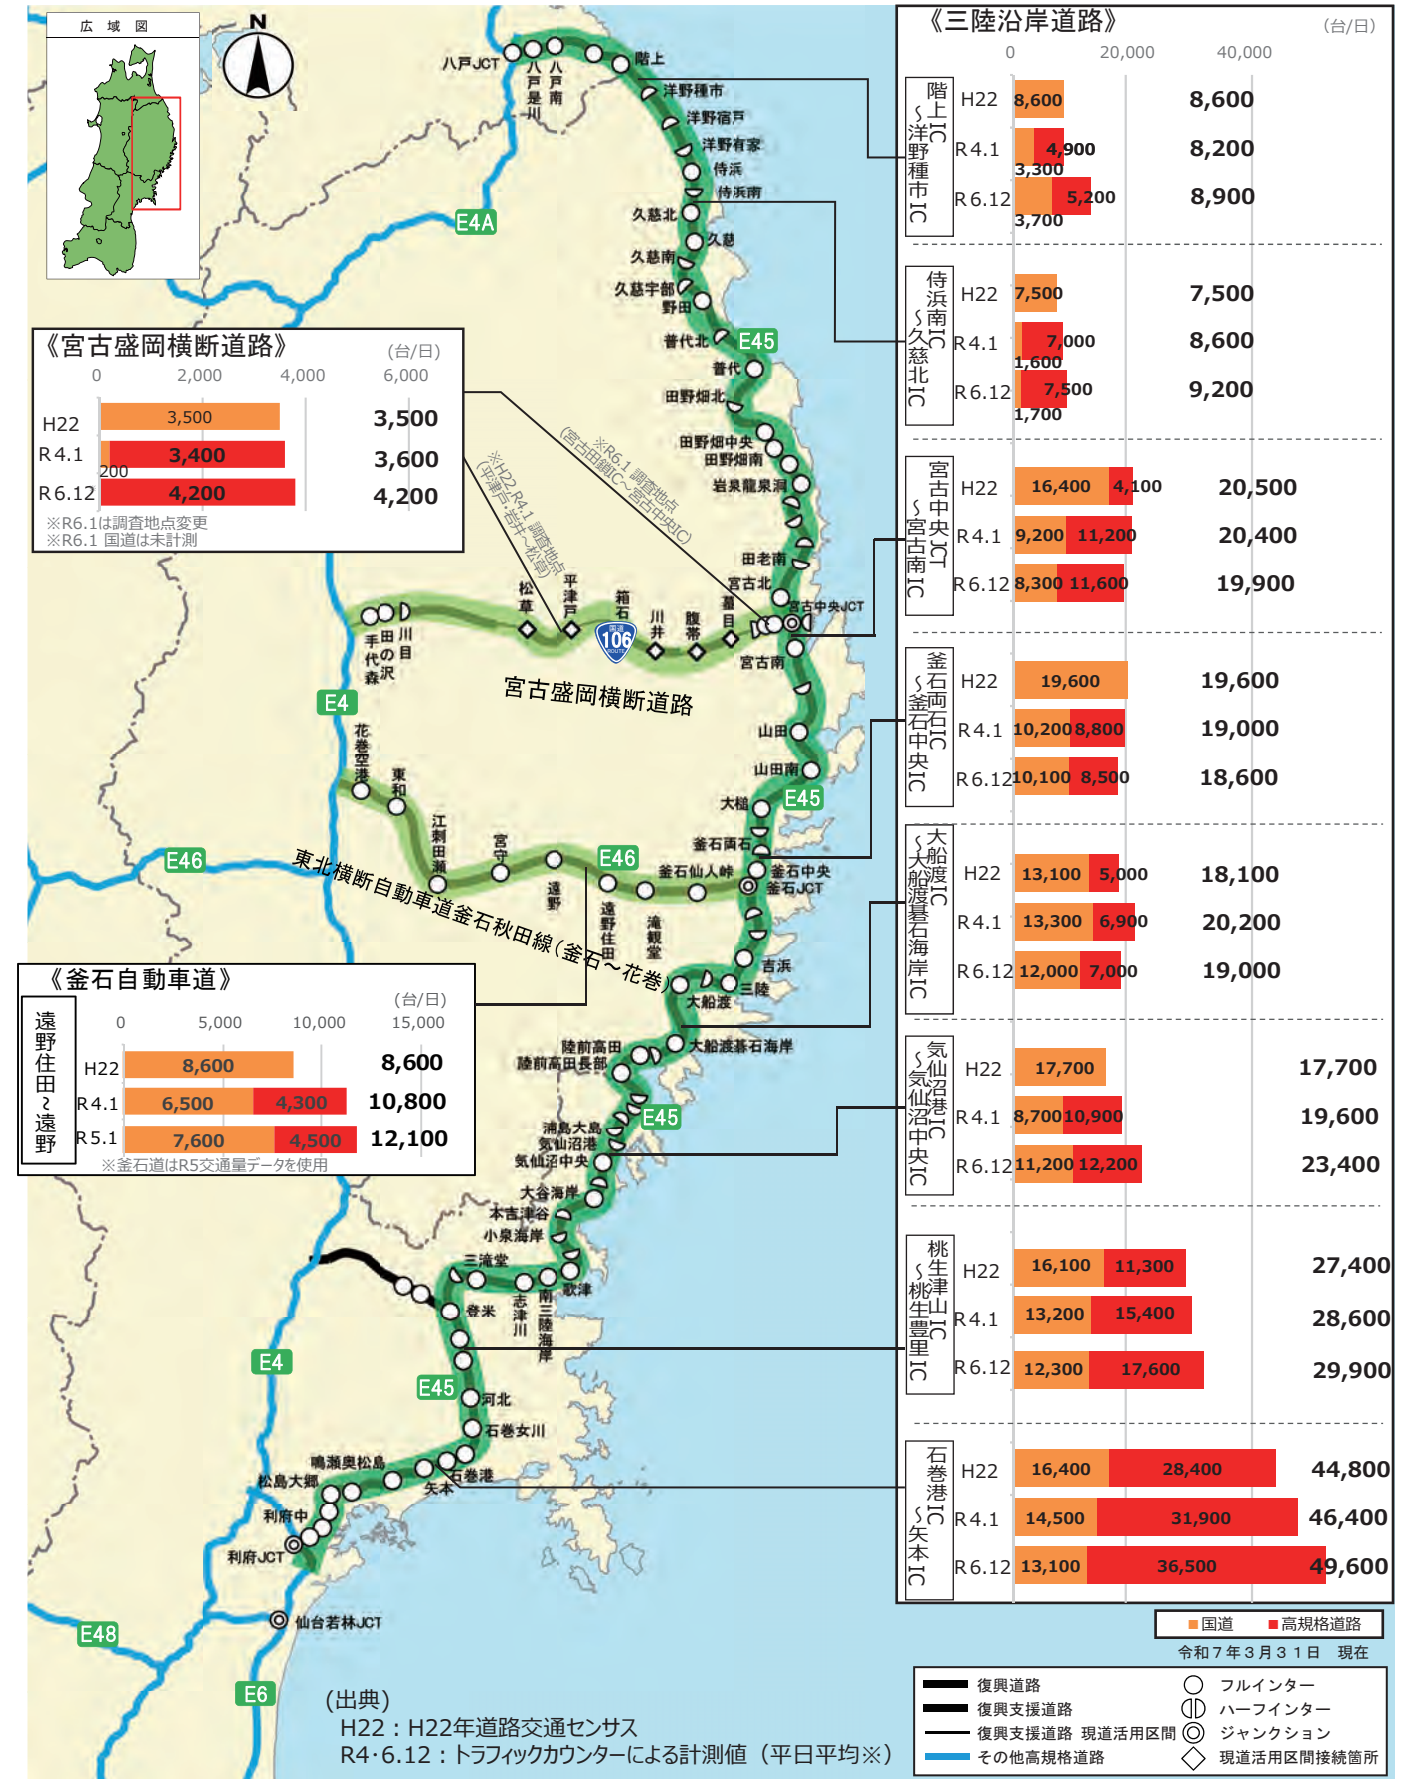 広域図
N
《三陸沿岸道路》
(台/日)
0 20,000 40,000
階上IC～洋野種市IC
H22 8,600 8,600
R4.1 3,300 4,900 8,200
R6.12 3,700 5,200 8,900
侍浜南IC～久慈北IC
H22 7,500 7,500
R4.1 1,600 7,000 8,600
R6.12 1,700 7,500 9,200
宮古中央JCT～宮古南IC
H22 16,400 4,100 20,500
R4.1 9,200 11,200 20,400
R6.12 8,300 11,600 19,900
釜石両石IC～釜石中央IC
H22 19,600 19,600
R4.1 10,200 8,800 19,000
R6.12 10,100 8,500 18,600
大船渡IC～大船渡碁石海岸IC
H22 13,100 5,000 18,100
R4.1 13,300 6,900 20,200
R6.12 12,000 7,000 19,000
気仙沼港IC～気仙沼中央IC
H22 17,700 17,700
R4.1 8,700 10,900 19,600
R6.12 11,200 12,200 23,400
桃生津山IC～桃生豊里IC
H22 16,100 11,300 27,400
R4.1 13,200 15,400 28,600
R6.12 12,300 17,600 29,900
石巻港IC～矢本IC
H22 16,400 28,400 44,800
R4.1 14,500 31,900 46,400
R6.12 13,100 36,500 49,600
■国道 ■高規格道路
令和7年3月31日 現在
復興道路
復興支援道路
復興支援道路 現道活用区間
その他高規格道路
フルインター
ハーフインター
ジャンクション
現道活用区間接続箇所
《宮古盛岡横断道路》
(台/日)
0 2,000 4,000 6,000
H22 3,500 3,500
R4.1 200 3,400 3,600
R6.12 4,200 4,200
※R6.1は調査地点変更
※R6.1 国道は未計測
※R6.1 調査地点
(宮古田鎖IC～宮古中央IC)
※H22,R4.1 調査地点
(平津戸・岩井～松草)
《釜石自動車道》
(台/日)
0 5,000 10,000 15,000
遠野住田～遠野
H22 8,600 8,600
R4.1 6,500 4,300 10,800
R5.1 7,600 4,500 12,100
※釜石道はR5交通量データを使用
八戸JCT
八戸是川
八戸南
階上
洋野種市
洋野宿戸
洋野有家
侍浜
侍浜南
久慈北
久慈
久慈南
久慈宇部
野田
普代北
E45
普代
田野畑北
田野畑中央
田野畑南
岩泉龍泉洞
田老南
宮古北
宮古中央JCT
宮古南
山田
山田南
E45
大槌
釜石両石
釜石中央
釜石JCT
釜石仙人峠
吉浜
三陸
大船渡
大船渡碁石海岸
陸前高田
陸前高田長部
E45
浦島大島
気仙沼港
気仙沼中央
大谷海岸
本吉津谷
小泉海岸
歌津
南三陸海岸
志津川
三滝堂
登米
E45
河北
石巻女川
石巻港
矢本
鳴瀬奥松島
松島大郷
利府中
利府JCT
仙台若林JCT
E4A
E4
手代森
田の沢
川目
松草
平津戸
箱石
国道
106
ROUTE
川井
腹帯
蟇目
宮古盛岡横断道路
花巻空港
東和
江刺田瀬
宮守
遠野
E46
遠野住田
滝観堂
東北横断自動車道釜石秋田線(釜石～花巻)
E46
E4
E48
E6
(出典)
H22：H22年道路交通センサス
R4・6.12：トラフィックカウンターによる計測値（平日平均※）